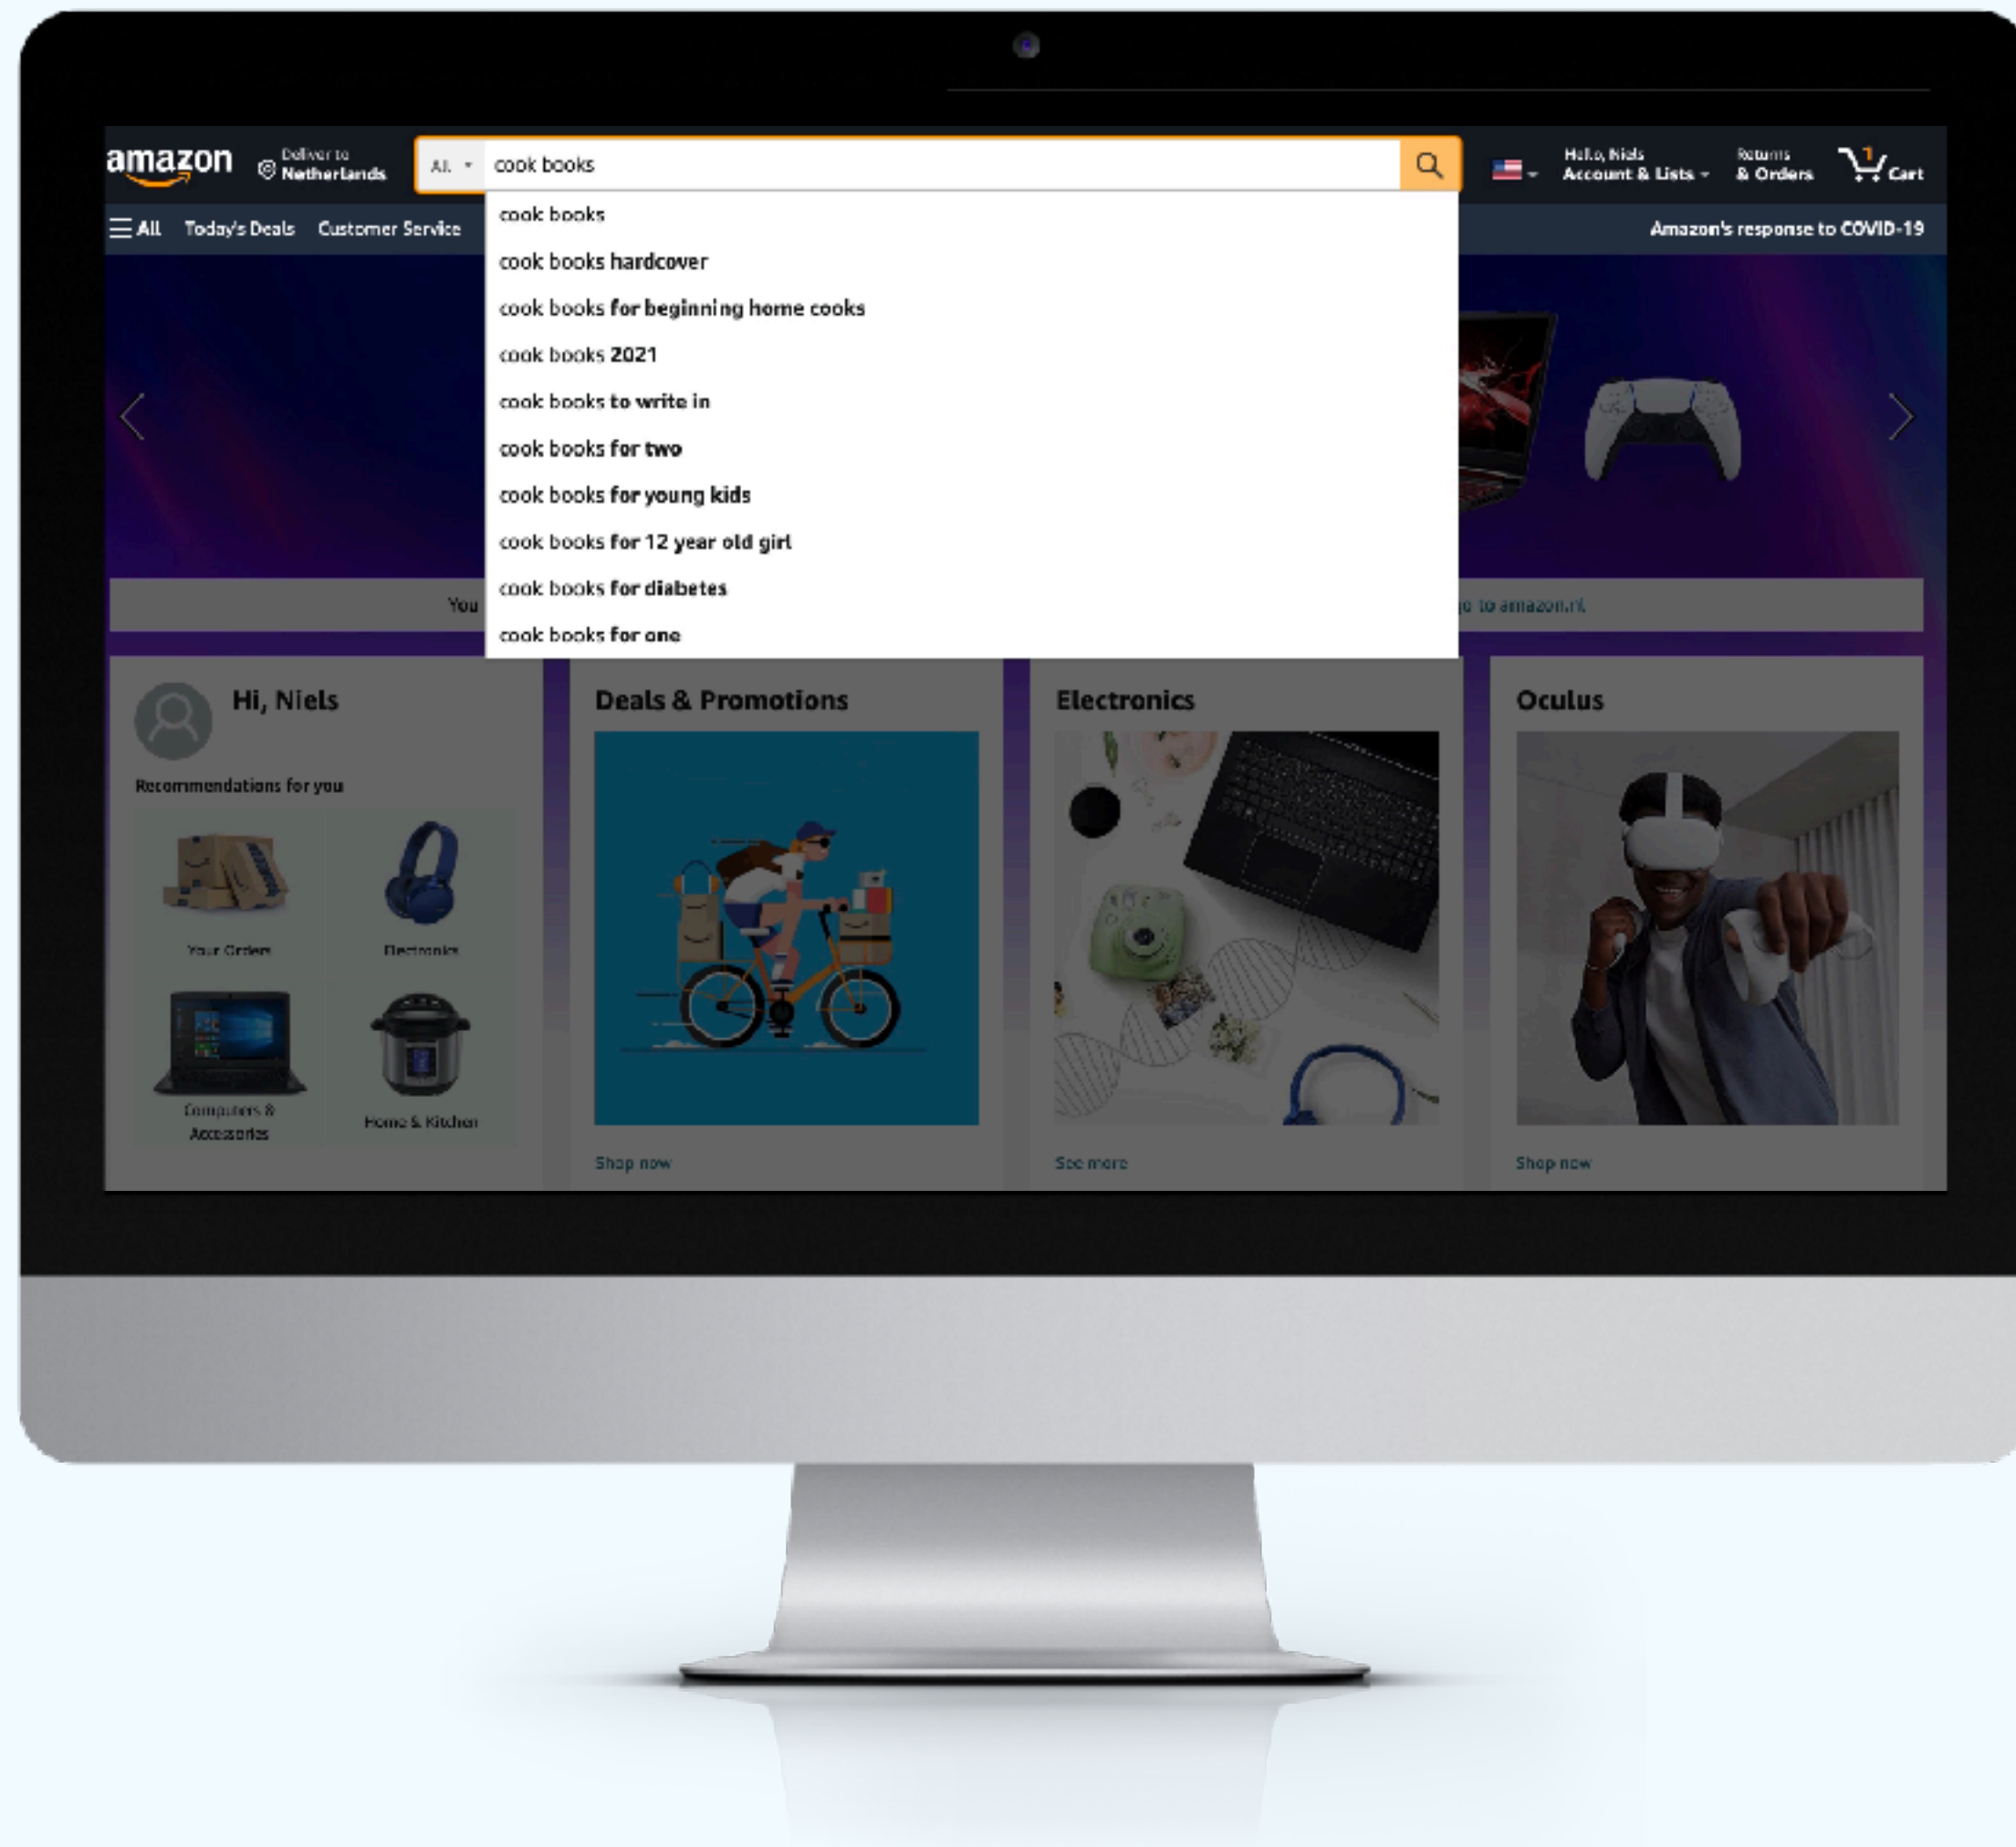 amazon
Deliver to
Netherlands
All
cook books
Hello, Niels
Account & Lists
Returns
& Orders
1
Cart
All
Today's Deals
Customer Service
Amazon's response to COVID-19
cook books
cook books hardcover
cook books for beginning home cooks
cook books 2021
cook books to write in
cook books for two
cook books for young kids
cook books for 12 year old girl
cook books for diabetes
cook books for one
You
go to amazon.nl
Hi, Niels
Recommendations for you
Your Orders
Electronics
Computers &
Accessories
Home & Kitchen
Deals & Promotions
Shop now
Electronics
See more
Oculus
Shop now